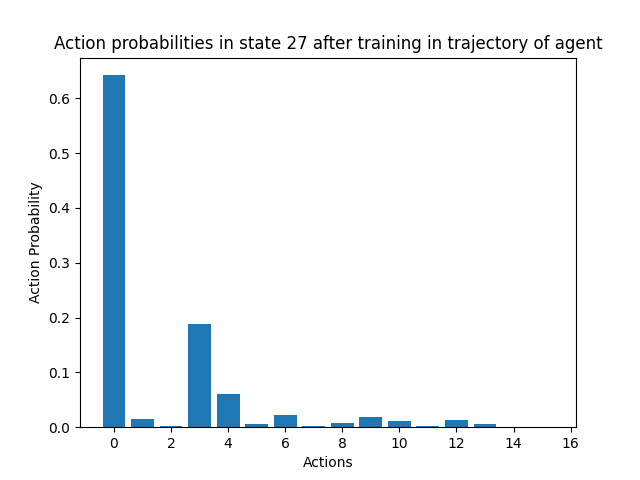 Action probabilities in state 27 after training in trajectory of agent
0.6
0.5
0.4
0.3
0.2
0.1
0.0
Action Probability
0 2 4 6 8 10 12 14 16
Actions